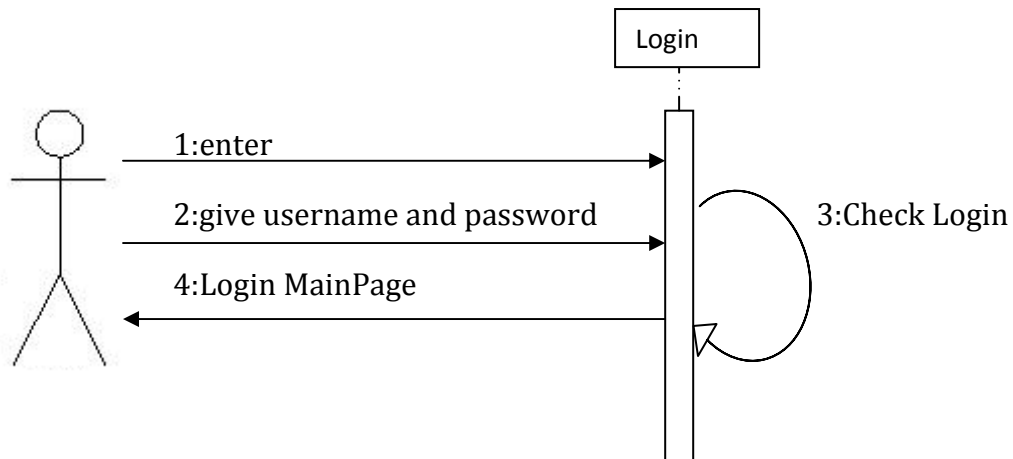 Login
1:enter
2:give username and password
3:Check Login
4:Login MainPage